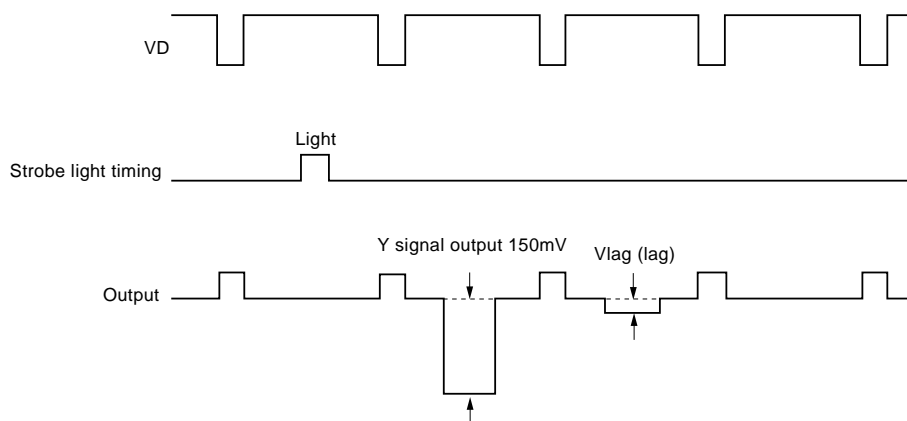 VD
Light
Strobe light timing
Y signal output 150mV
Vlag (lag)
Output